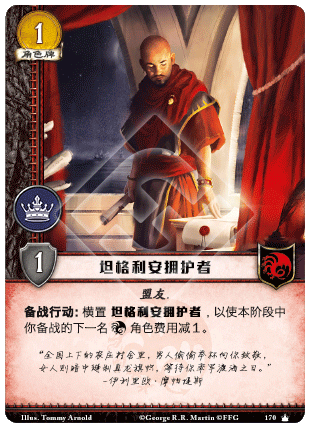 1
角色牌
1
坦格利安拥护者
盟友.
备战行动: 横置 坦格利安拥护者, 以使本阶段中
你备战的下一名 角色费用减1。
“全国上下的农庄村舍里, 男人偷偷举杯向你致敬,
女人则暗中缝制真龙旗帜, 等待你率军渡海之日。”
-伊利里欧·摩帕提斯
Illus. Tommy Arnold ©George R.R. Martin ©FFG 170